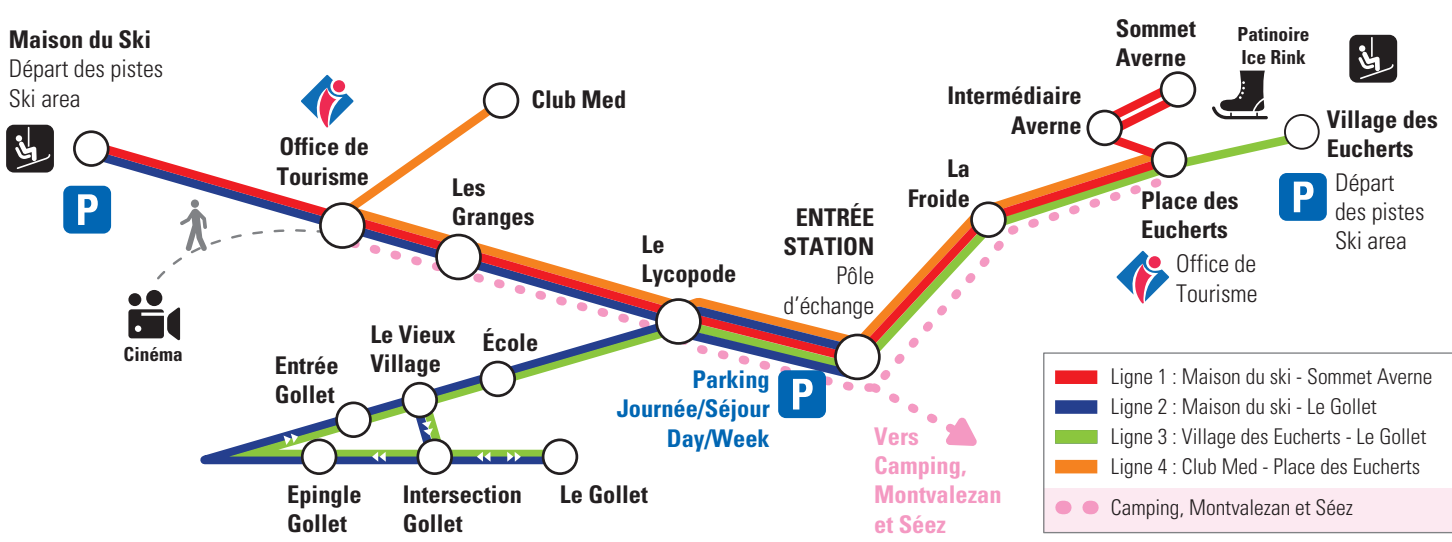 Maison du Ski
Départ des pistes
Ski area
P
Cinéma
Office de
Tourisme
Club Med
Les
Granges
Le
Lycopode
Le Vieux
Village
École
Entrée
Gollet
Epingle
Gollet
Intersection
Gollet
Le Gollet
ENTRÉE
STATION
Pôle
d’échange
Parking
Journée/Séjour
Day/Week
P
Vers
Camping,
Montvalezan
et Séez
La
Froide
Intermédiaire
Averne
Sommet
Averne
Patinoire
Ice Rink
Place des
Eucherts
Office de
Tourisme
Village des
Eucherts
P
Départ
des pistes
Ski area
Ligne 1 : Maison du ski - Sommet Averne
Ligne 2 : Maison du ski - Le Gollet
Ligne 3 : Village des Eucherts - Le Gollet
Ligne 4 : Club Med - Place des Eucherts
Camping, Montvalezan et Séez